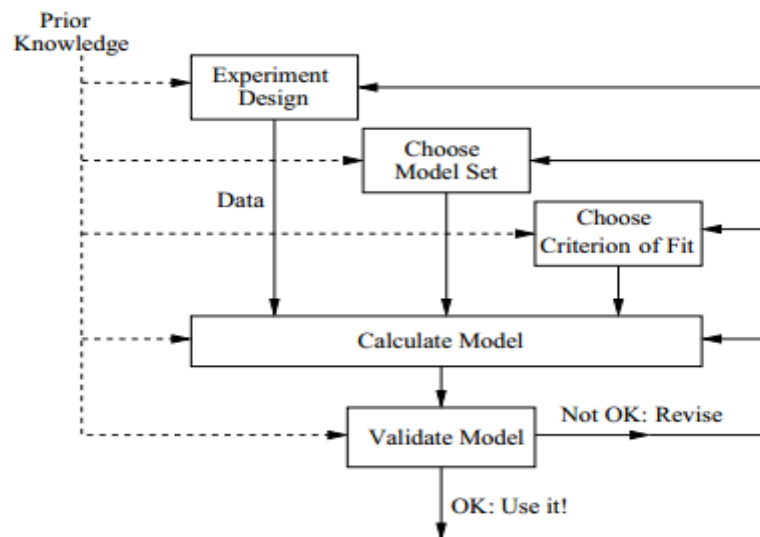 Prior
Knowledge
Experiment
Design
Choose
Model Set
Data
Choose
Criterion of Fit
Calculate Model
Not OK: Revise
Validate Model
OK: Use it!